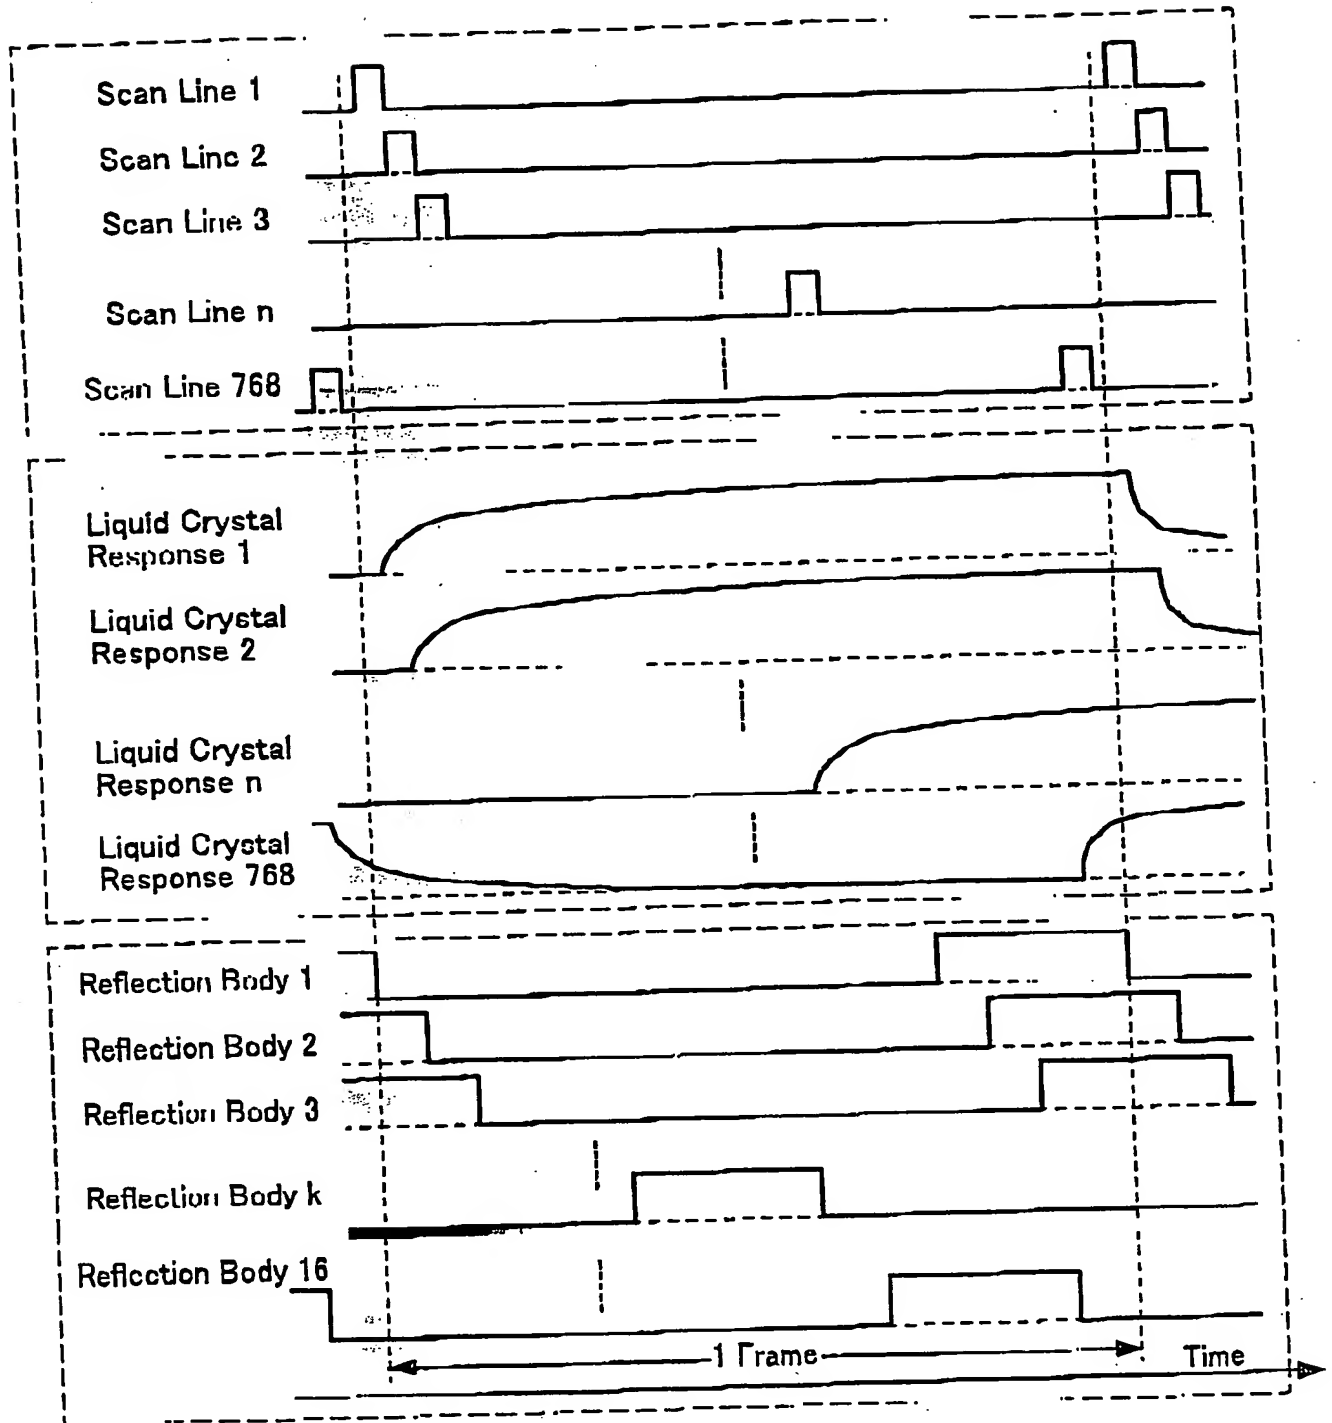 Scan Line 1
Scan Line 2
Scan Line 3
Scan Line n
Scan Line 768
Liquid Crystal
Response 1
Liquid Crystal
Response 2
Liquid Crystal
Response n
Liquid Crystal
Response 768
Reflection Body 1
Reflection Body 2
Reflection Body 3
Reflection Body k
Reflection Body 16
1 Frame
Time